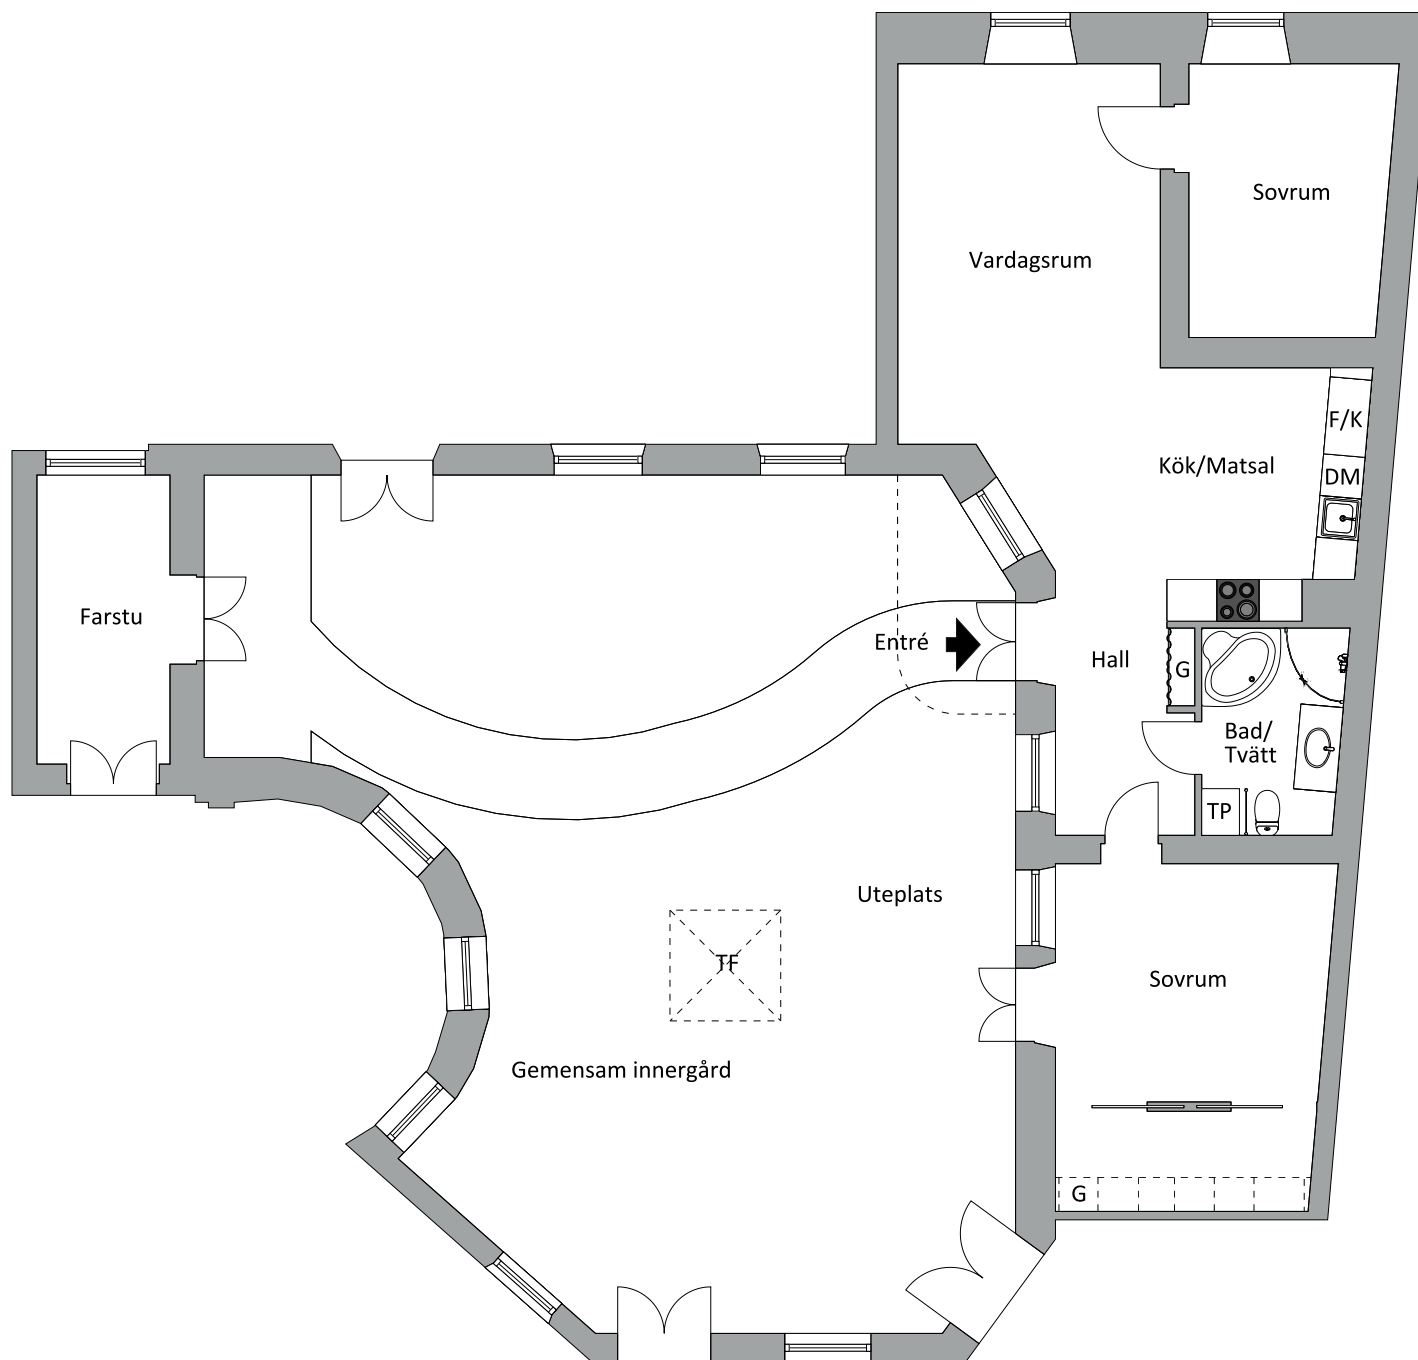 Sovrum
Vardagsrum
F/K
Kök/Matsal
DM
Farstu
Entré
Hall
G
Bad/
Tvätt
TP
Uteplats
TF
Sovrum
Gemensam innergård
G